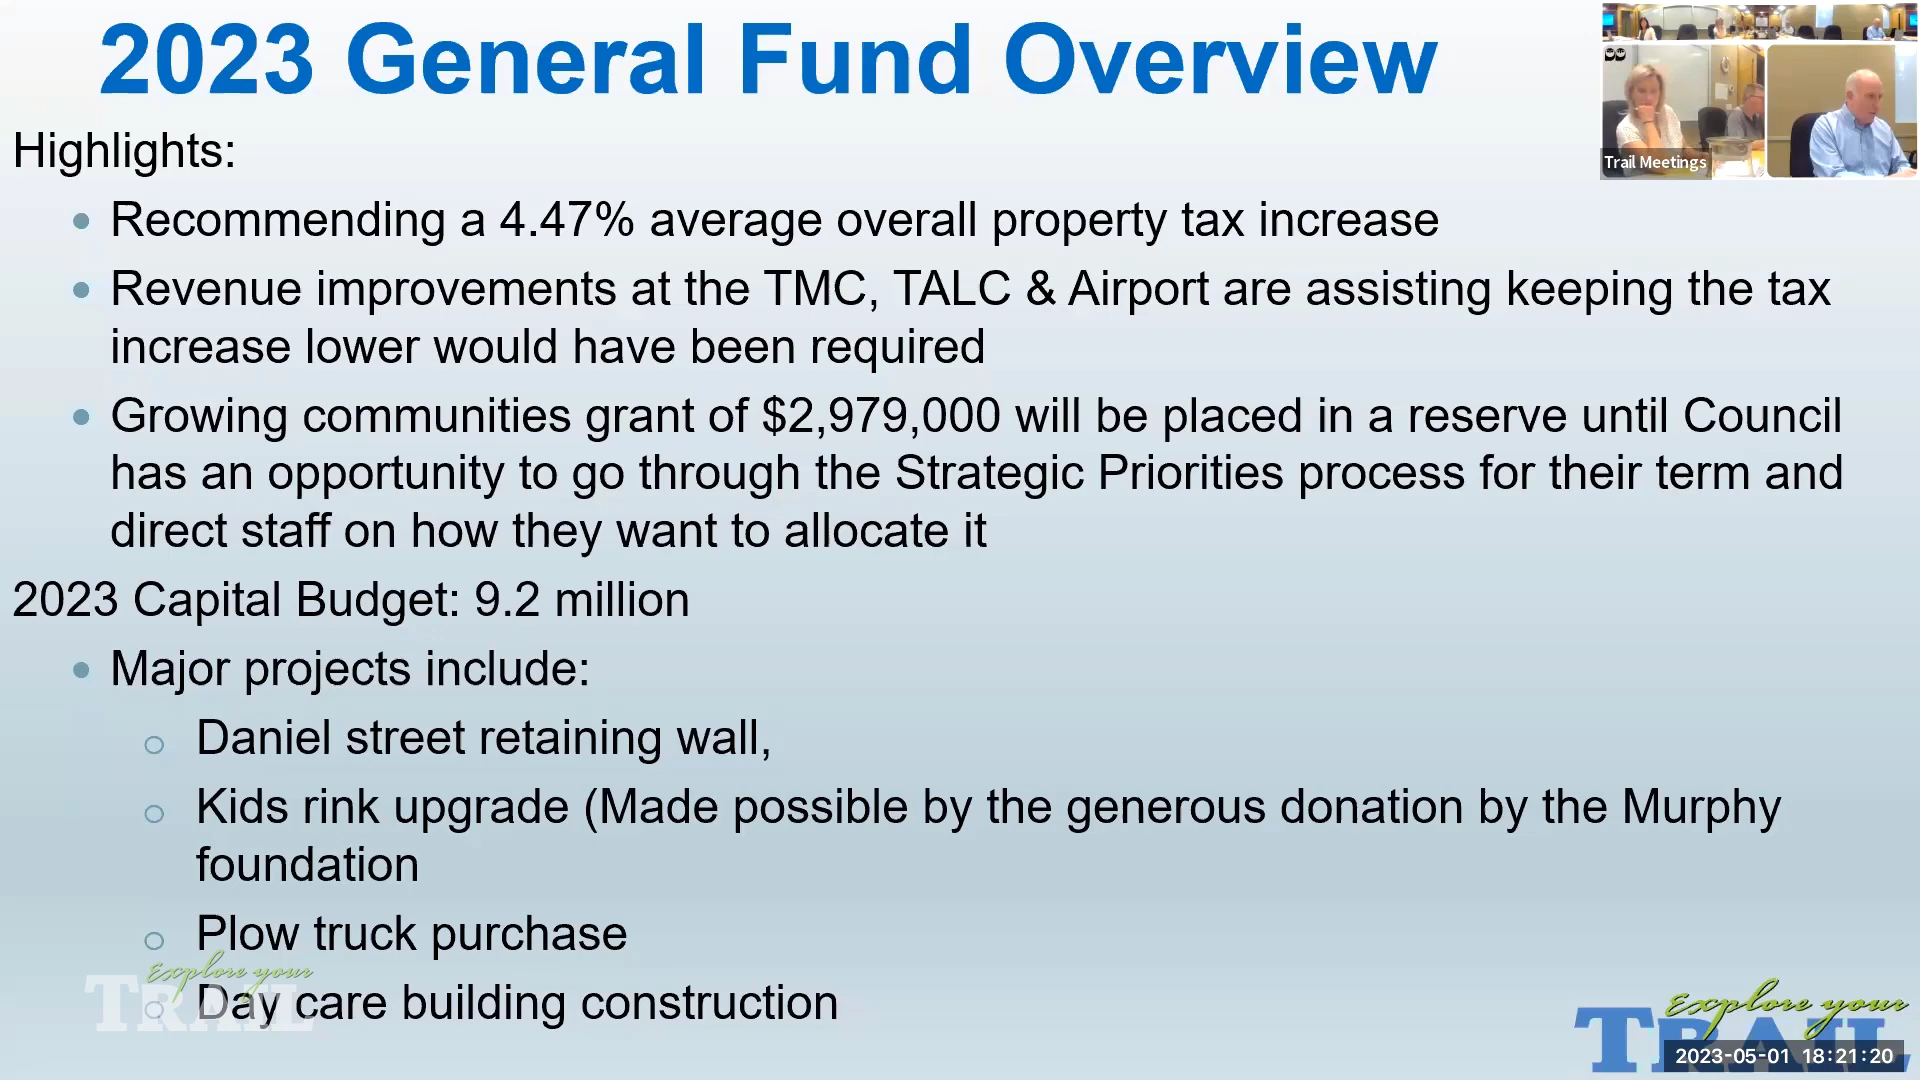 2023 General Fund Overview
Highlights:
Recommending a 4.47% average overall property tax increase
Revenue improvements at the TMC, TALC & Airport are assisting keeping the tax
increase lower would have been required
Growing communities grant of $2,979,000 will be placed in a reserve until Council
has an opportunity to go through the Strategic Priorities process for their term and
direct staff on how they want to allocate it
2023 Capital Budget: 9.2 million
Major projects include:
Daniel street retaining wall,
Kids rink upgrade (Made possible by the generous donation by the Murphy
foundation
Plow truck purchase
Day care building construction
Trail Meetings
Explore your
TRAIL
Explore your
TRAIL
2023-05-01 18:21:20